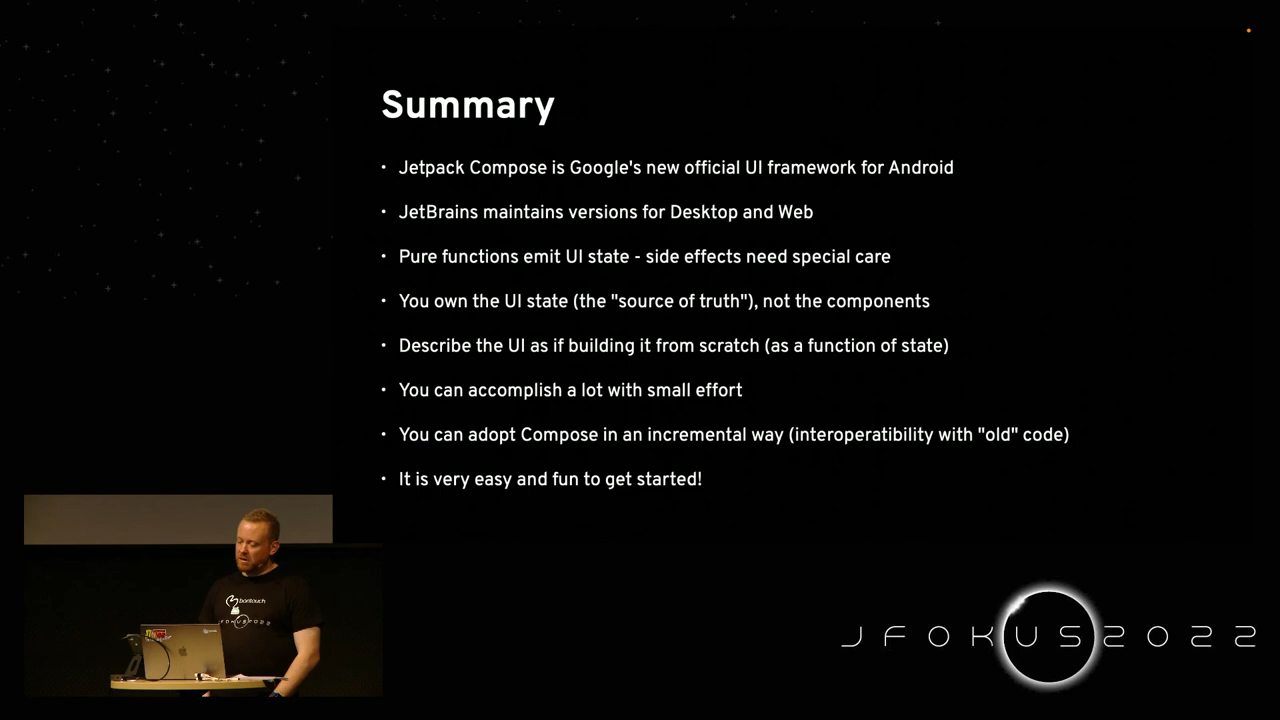 Summary
• Jetpack Compose is Google's new official UI framework for Android
• JetBrains maintains versions for Desktop and Web
• Pure functions emit UI state - side effects need special care
• You own the UI state (the "source of truth"), not the components
• Describe the UI as if building it from scratch (as a function of state)
• You can accomplish a lot with small effort
• You can adopt Compose in an incremental way (interoperatibility with "old" code)
• It is very easy and fun to get started!
bontouch
JFOKUS2022
JFOKUS2022